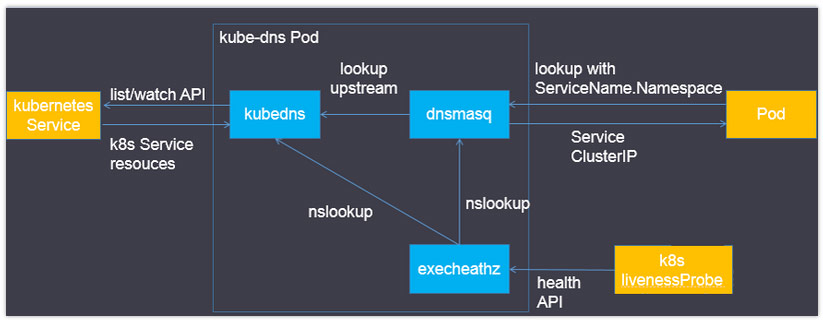 kube-dns Pod
lookup
upstream
lookup with
ServiceName.Namespace
list/watch API
kubernetes
Service
kubedns
dnsmasq
Pod
k8s Service
resouces
Service
ClusterIP
nslookup
nslookup
execheathz
k8s
livenessProbe
health
API